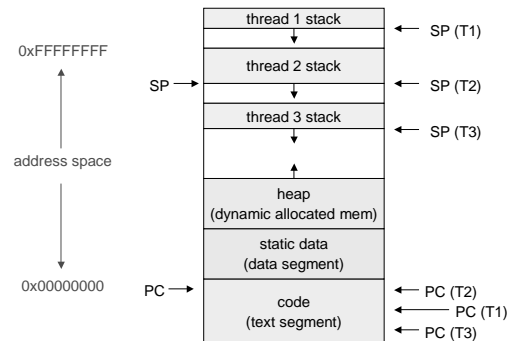 thread 1 stack
SP (T1)
0xFFFFFFFF
thread 2 stack
SP
SP (T2)
thread 3 stack
SP (T3)
address space
heap
(dynamic allocated mem)
static data
(data segment)
0x00000000
PC
code
(text segment)
PC (T2)
PC (T1)
PC (T3)